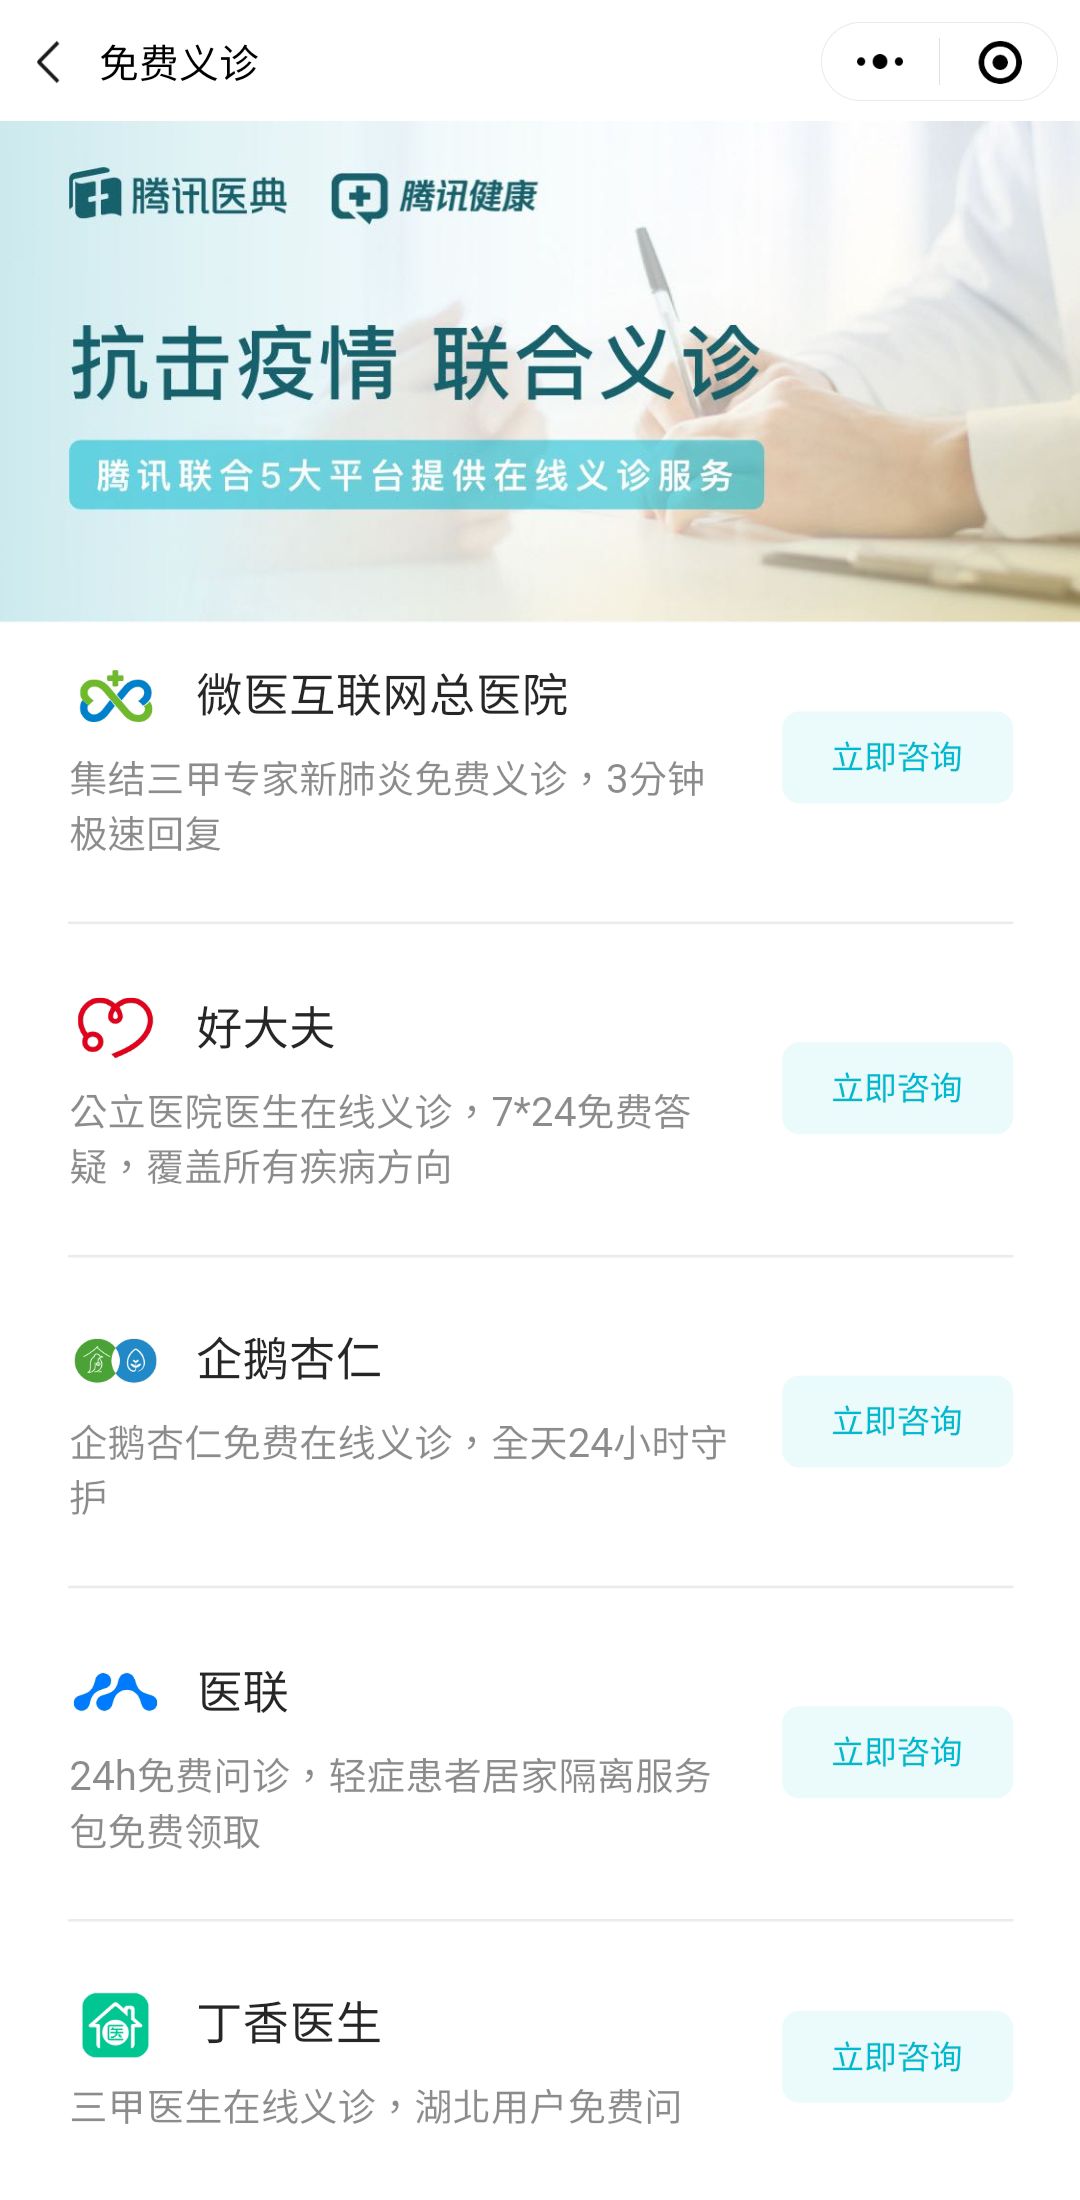 免费义诊
腾讯医典 腾讯健康
抗击疫情 联合义诊
腾讯联合5大平台提供在线义诊服务
微医互联网总医院
集结三甲专家新肺炎免费义诊，3分钟
极速回复
立即咨询
好大夫
公立医院医生在线义诊，7*24免费答
疑，覆盖所有疾病方向
立即咨询
企鹅杏仁
企鹅杏仁免费在线义诊，全天24小时守
护
立即咨询
医联
24h免费问诊，轻症患者居家隔离服务
包免费领取
立即咨询
医
丁香医生
三甲医生在线义诊，湖北用户免费问
立即咨询